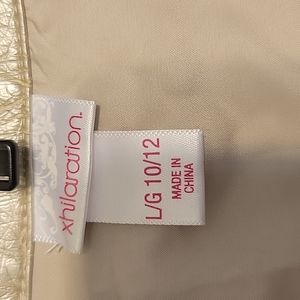 xhilaration.
L/G 10/12
MADE IN
CHINA